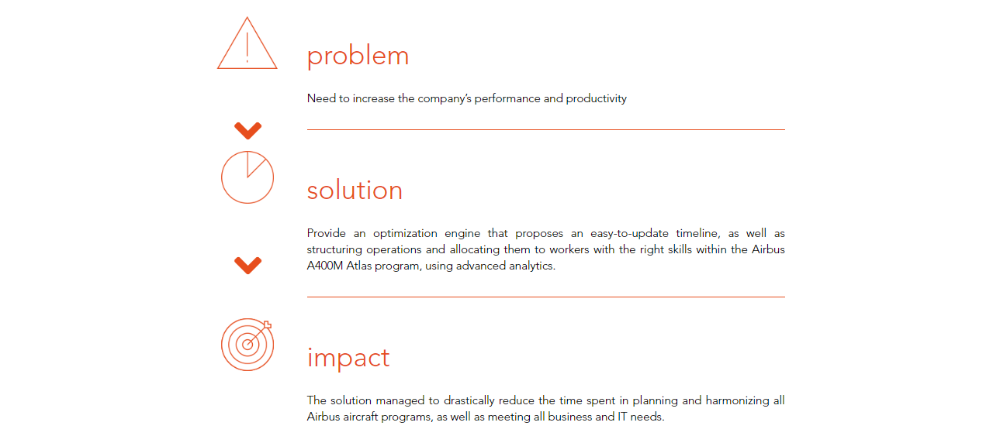 problem
Need to increase the company’s performance and productivity
solution
Provide an optimization engine that proposes an easy-to-update timeline, as well as
structuring operations and allocating them to workers with the right skills within the Airbus
A400M Atlas program, using advanced analytics.
impact
The solution managed to drastically reduce the time spent in planning and harmonizing all
Airbus aircraft programs, as well as meeting all business and IT needs.